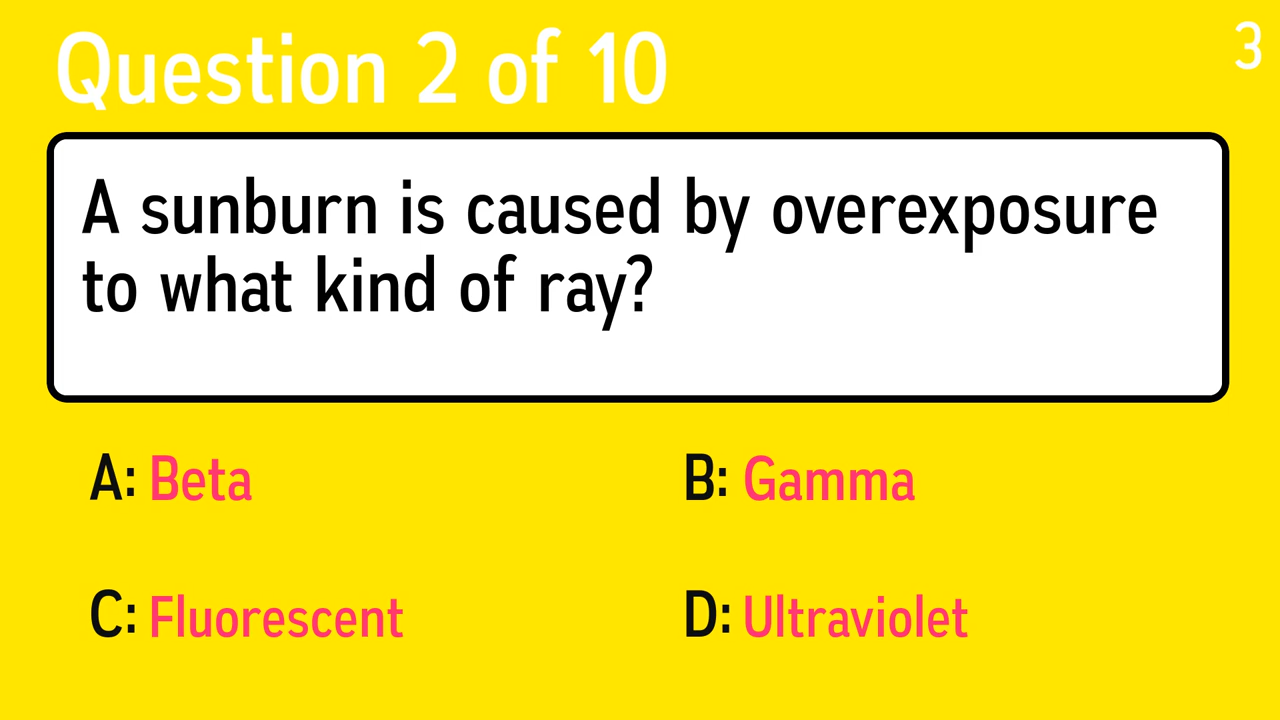 Question 2 of 10
3
A sunburn is caused by overexposure
to what kind of ray?
A: Beta
B: Gamma
C: Fluorescent
D: Ultraviolet